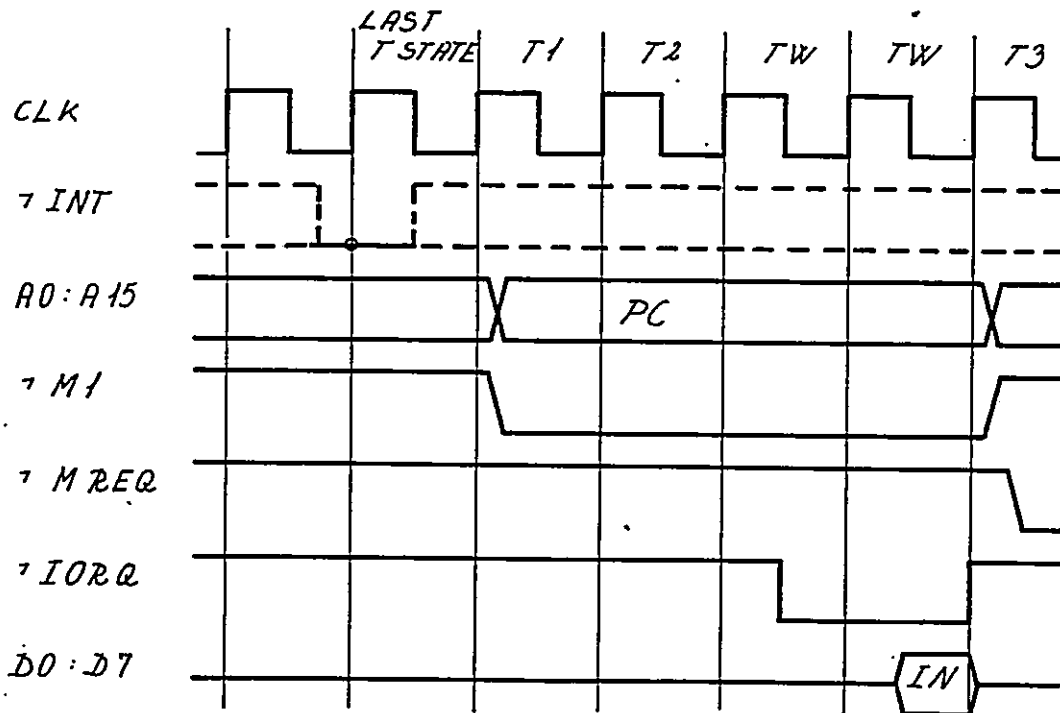 LAST
T STATE T1 T2 TW TW T3
CLK
¬ INT
A0:A15 PC
¬ M1
¬ MREQ
¬ IORQ
D0:D7 IN